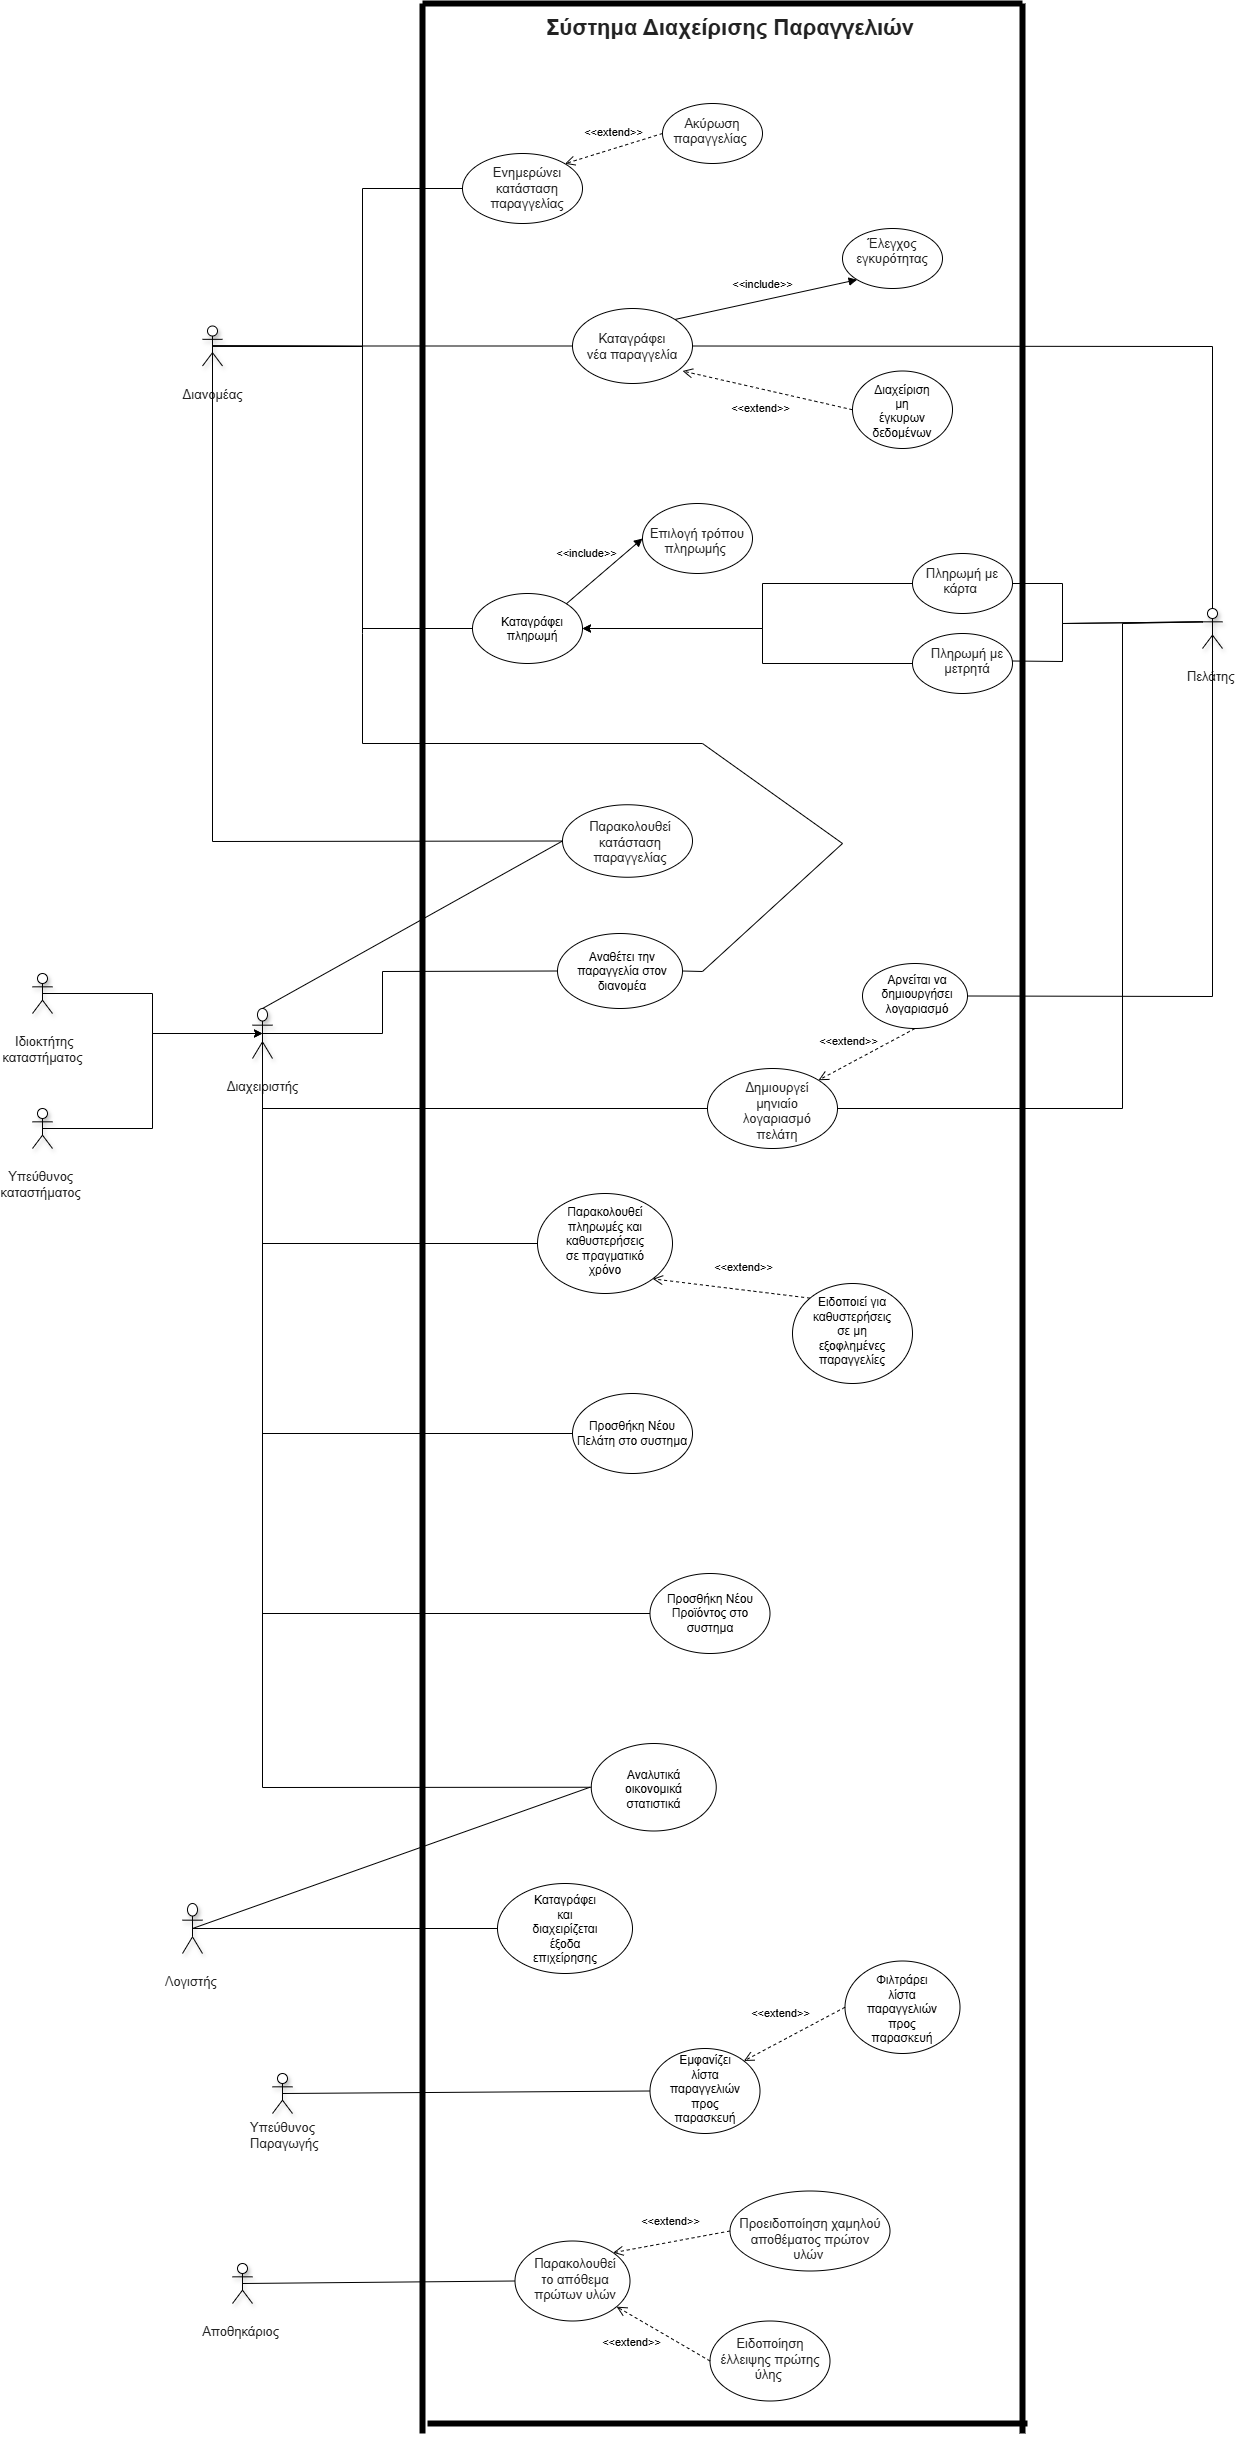 Σύστημα Διαχείρισης Παραγγελιών
Ακύρωση
παραγγελίας
<<extend>>
Ενημερώνει
κατάσταση
παραγγελίας
Έλεγχος
εγκυρότητας
<<include>>
Καταγράφει
νέα παραγγελία
Διανομέας
Διαχείριση
μη
έγκυρων
δεδομένων
<<extend>>
Επιλογή τρόπου
πληρωμής
<<include>>
Καταγράφει
πληρωμή
Πληρωμή με
κάρτα
Πληρωμή με
μετρητά
Πελάτης
Παρακολουθεί
κατάσταση
παραγγελίας
Αναθέτει την
παραγγελία στον
διανομέα
Αρνείται να
δημιουργήσει
λογαριασμό
<<extend>>
Ιδιοκτήτης
καταστήματος
Διαχειριστής
Δημιουργεί
μηνιαίο
λογαριασμό
πελάτη
Υπεύθυνος
καταστήματος
Παρακολουθεί
πληρωμές και
καθυστερήσεις
σε πραγματικό
χρόνο
<<extend>>
Ειδοποιεί για
καθυστερήσεις
σε μη
εξοφλημένες
παραγγελίες
Προσθήκη Νέου
Πελάτη στο συστημα
Προσθήκη Νέου
Προϊόντος στο
συστημα
Αναλυτικά
οικονομικά
στατιστικά
Καταγράφει
και
διαχειρίζεται
έξοδα
επιχείρησης
Λογιστής
Φιλτράρει
λίστα
παραγγελιών
προς
παρασκευή
<<extend>>
Εμφανίζει
λίστα
παραγγελιών
προς
παρασκευή
Υπεύθυνος
Παραγωγής
Προειδοποίηση χαμηλού
αποθέματος πρώτον
υλών
<<extend>>
Παρακολουθεί
το απόθεμα
πρώτων υλών
Αποθηκάριος
<<extend>>
Ειδοποίηση
έλλειψης πρώτης
ύλης